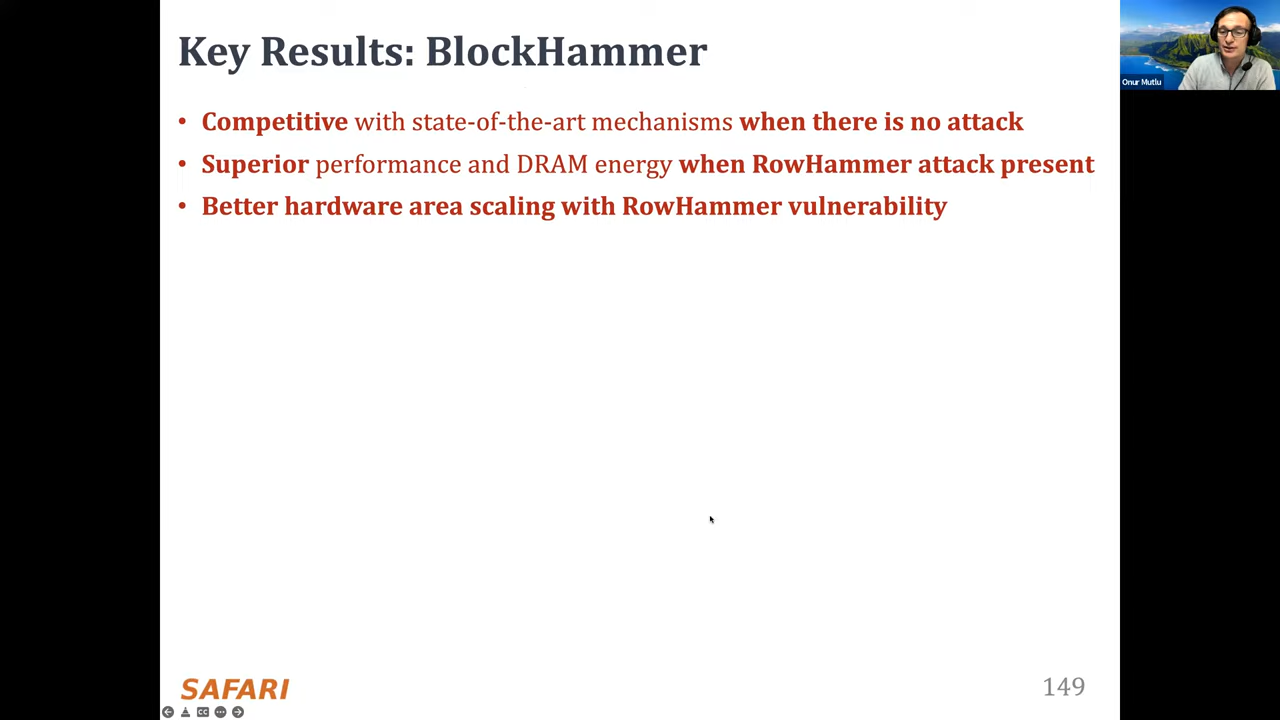 Key Results: BlockHammer
Onur Mutlu
• Competitive with state-of-the-art mechanisms when there is no attack
• Superior performance and DRAM energy when RowHammer attack present
• Better hardware area scaling with RowHammer vulnerability
SAFARI
149
CC